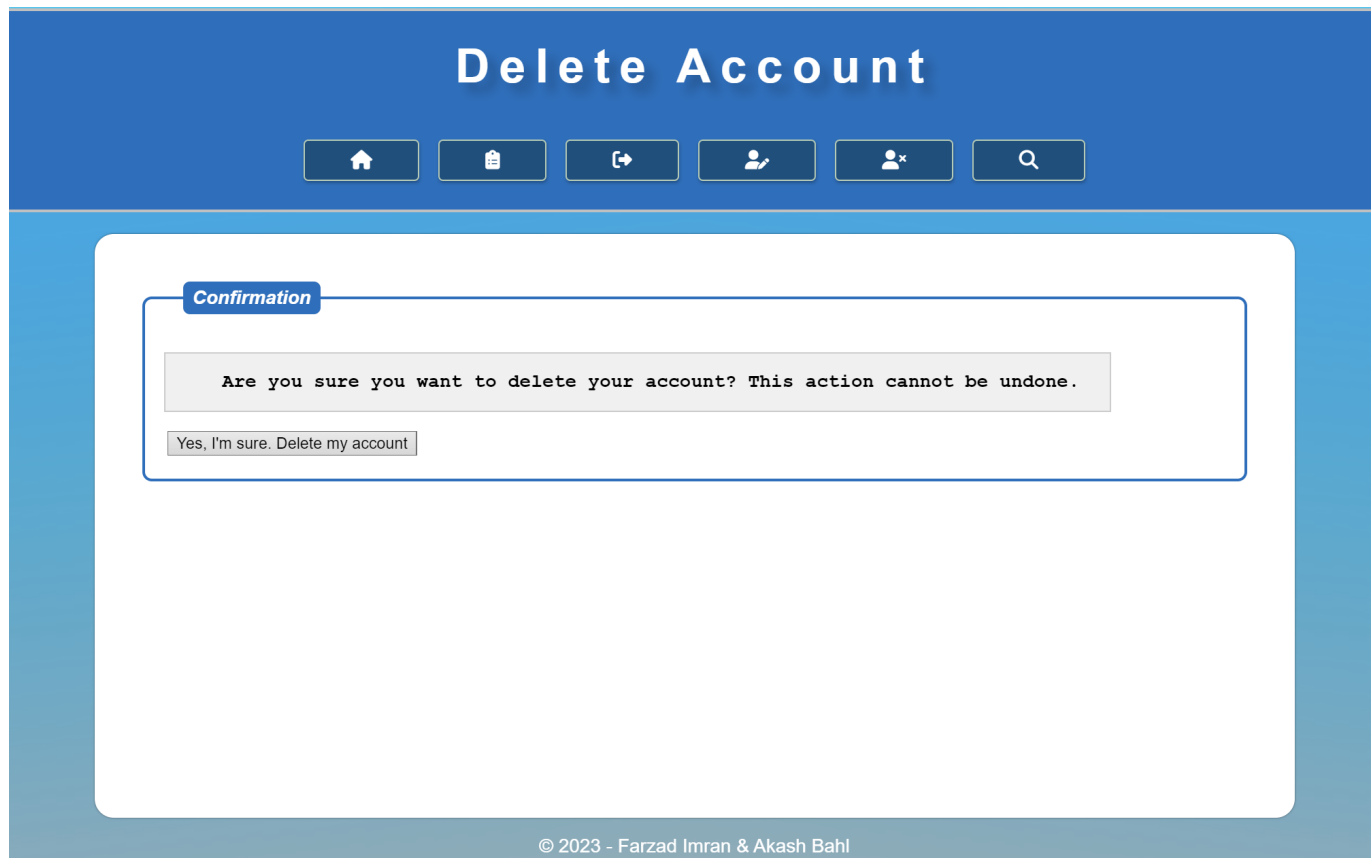 Delete Account
Confirmation
Are you sure you want to delete your account? This action cannot be undone.
Yes, I'm sure. Delete my account
© 2023 - Farzad Imran & Akash Bahl